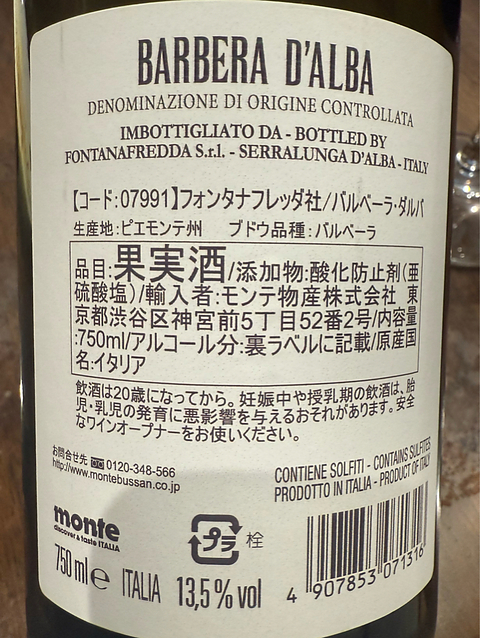 BARBERA D'ALBA
DENOMINAZIONE DI ORIGINE CONTROLLATA
IMBOTTIGLIATO DA - BOTTLED BY
FONTANAFREDDA S.r.l. - SERRALUNGA D'ALBA - ITALY
【コード:07991】フォンタナフレッダ社/バルベーラ・ダルバ
生産地:ピエモンテ州 ブドウ品種:バルベーラ
品目:果実酒/添加物:酸化防止剤(亜
硫酸塩)/輸入者:モンテ物産株式会社 東
京都渋谷区神宮前5丁目52番2号/内容量
:750ml/アルコール分:裏ラベルに記載/原産国
名:イタリア
飲酒は20歳になってから。妊娠中や授乳期の飲酒は、胎
児・乳児の発育に悪影響を与えるおそれがあります。安全
なワインオープナーをお使いください。
お問合せ先 0120-348-566
http://www.montebussan.co.jp
CONTIENE SOLFITI - CONTAINS SULFITES
PRODOTTO IN ITALIA - PRODUCT OF ITALY
monte
discover & taste ITALIA
プラ 栓
750 ml e ITALIA 13,5% vol
4 907853 071316